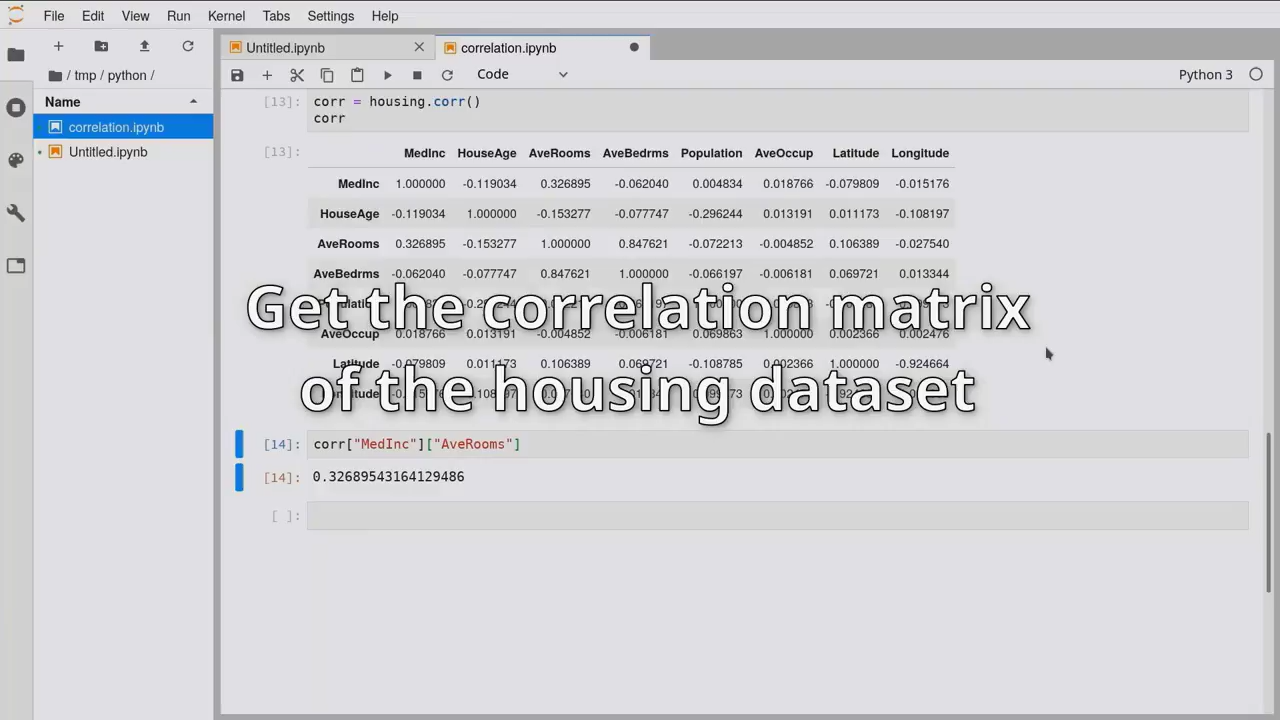 File Edit View Run Kernel Tabs Settings Help
/ tmp / python /
Name
correlation.ipynb
Untitled.ipynb
Untitled.ipynb
correlation.ipynb
Code
Python 3
[13]: corr = housing.corr()
corr
[13]: MedInc HouseAge AveRooms AveBedrms Population AveOccup Latitude Longitude
MedInc 1.000000 -0.119034 0.326895 -0.062040 0.004834 0.018766 -0.079809 -0.015176
HouseAge -0.119034 1.000000 -0.153277 -0.077747 -0.296244 0.013191 0.011173 -0.108197
AveRooms 0.326895 -0.153277 1.000000 0.847621 -0.072213 -0.004852 0.106389 -0.027540
AveBedrms -0.062040 -0.077747 0.847621 1.000000 -0.066197 -0.006181 0.069721 0.013344
Get the correlation matrix
AveOccup 0.018766 0.013191 -0.004852 -0.006181 0.069863 1.000000 0.002366 0.002476
Latitude -0.079809 0.011173 0.106389 0.069721 -0.108785 0.002366 1.000000 -0.924664
of the housing dataset
[14]: corr["MedInc"]["AveRooms"]
[14]: 0.32689543164129486
[ ]: